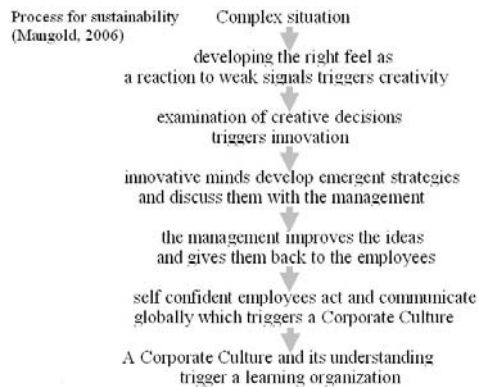 Process for sustainability
(Mangold, 2006)
Complex situation
developing the right feel as
a reaction to weak signals triggers creativity
examination of creative decisions
triggers innovation
innovative minds develop emergent strategies
and discuss them with the management
the management improves the ideas
and gives them back to the employees
self confident employees act and communicate
globally which triggers a Corporate Culture
A Corporate Culture and its understanding
trigger a learning organization